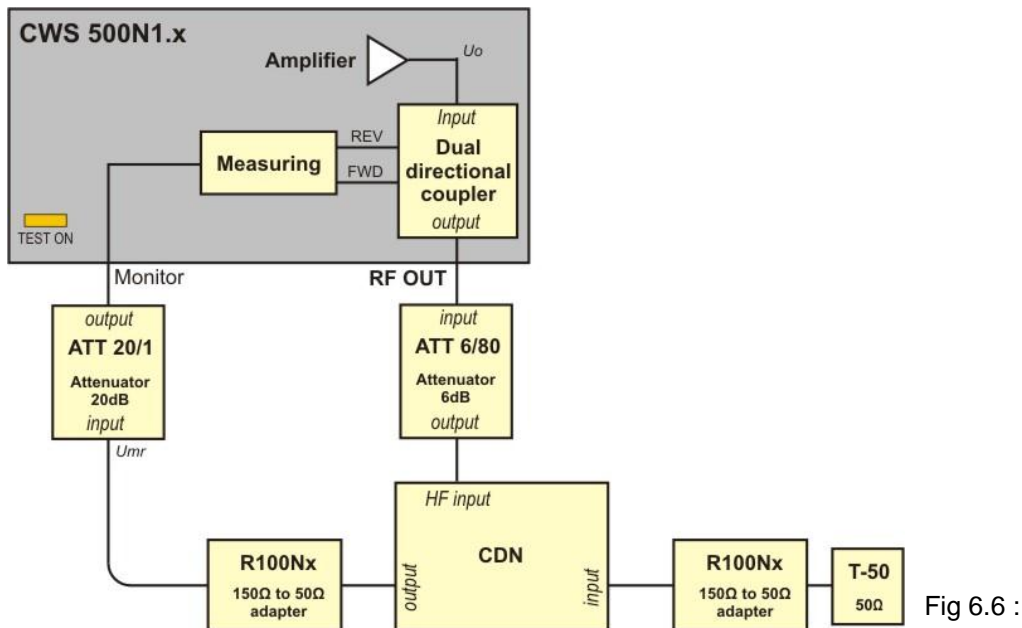 CWS 500N1.x
Amplifier
Uo
Input
Dual
directional
coupler
output
REV
FWD
Measuring
TEST ON
Monitor
RF OUT
output
ATT 20/1
Attenuator
20dB
input
Umr
input
ATT 6/80
Attenuator
6dB
output
HF input
CDN
output
input
R100Nx
150Ω to 50Ω
adapter
R100Nx
150Ω to 50Ω
adapter
T-50
50Ω
Fig 6.6 :